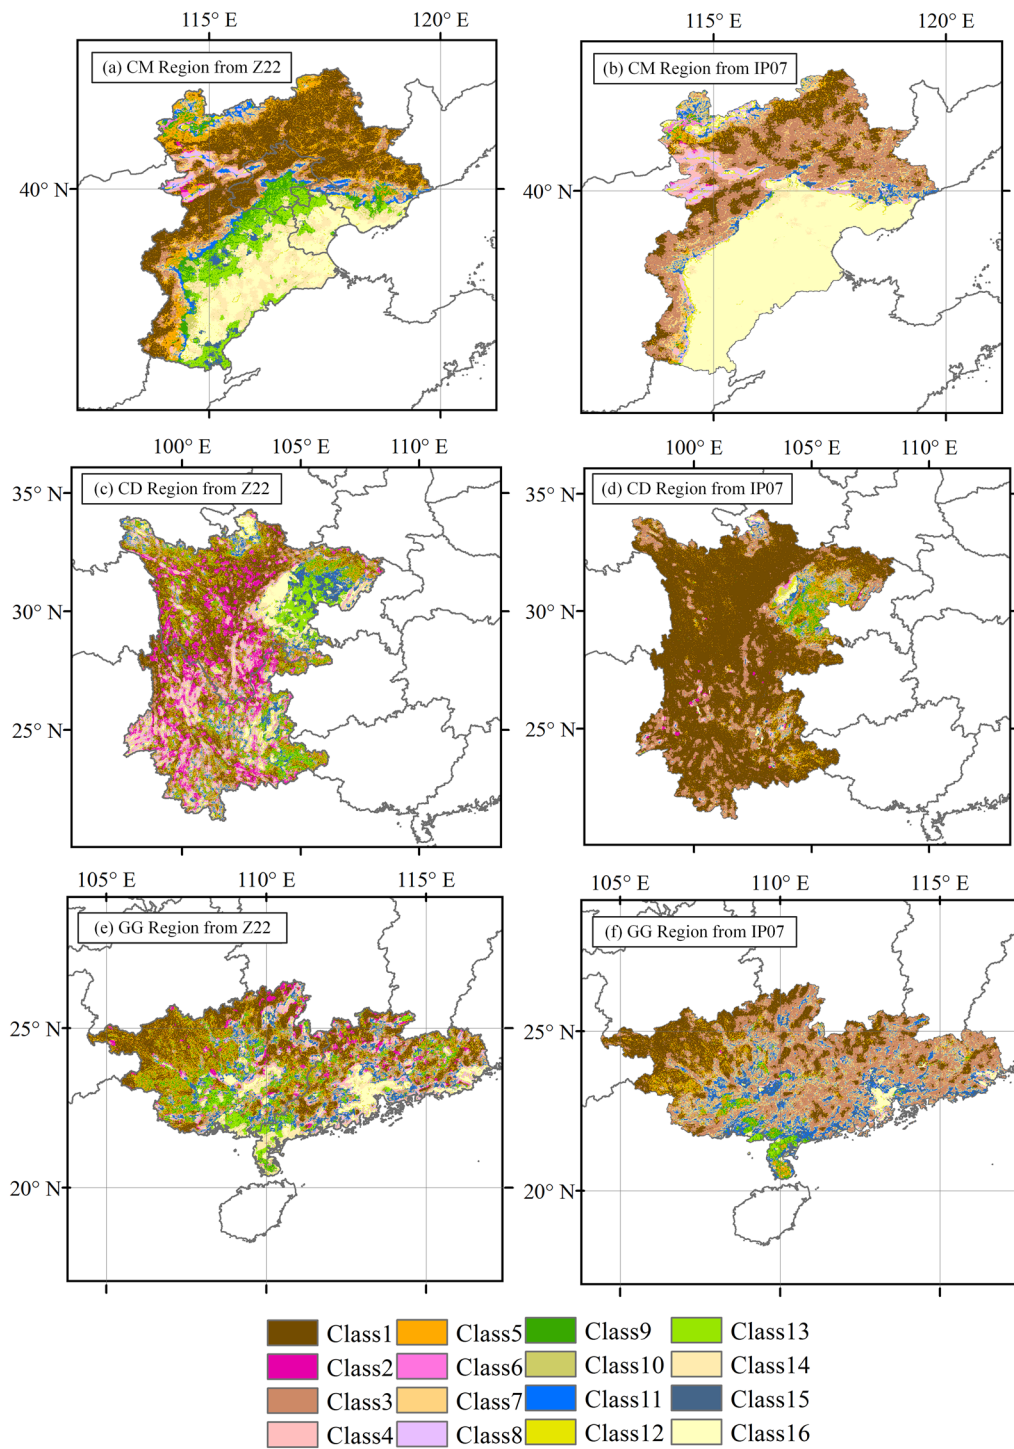 115° E 120° E 115° E 120° E
(a) CM Region from Z22 (b) CM Region from IP07
40° N 40° N
100° E 105° E 110° E 100° E 105° E 110° E
35° N 35° N
(c) CD Region from Z22 (d) CD Region from IP07
30° N 30° N
25° N 25° N
105° E 110° E 115° E 105° E 110° E 115° E
(e) GG Region from Z22 (f) GG Region from IP07
25° N 25° N
20° N 20° N
Class1 Class5 Class9 Class13
Class2 Class6 Class10 Class14
Class3 Class7 Class11 Class15
Class4 Class8 Class12 Class16